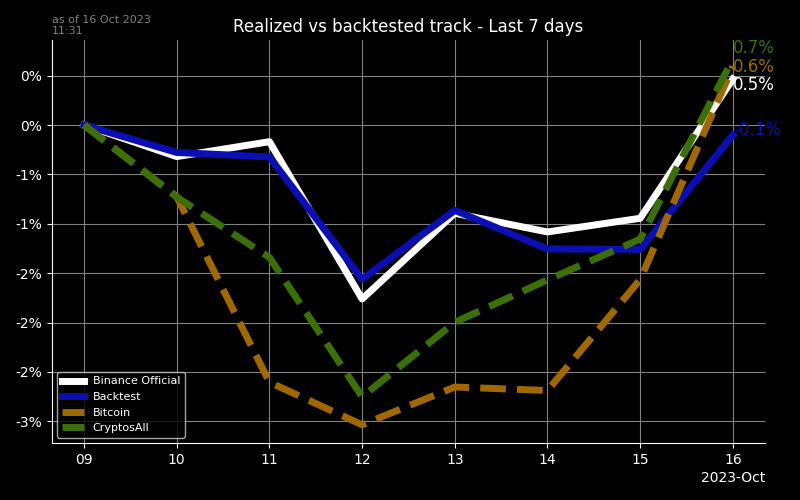 as of 16 Oct 2023
11:31
Realized vs backtested track - Last 7 days
0.7%
0.6%
0.5%
-0.1%
0%
0%
-1%
-1%
-2%
-2%
-2%
-3%
Binance Official
Backtest
Bitcoin
CryptosAll
09 10 11 12 13 14 15 16
2023-Oct